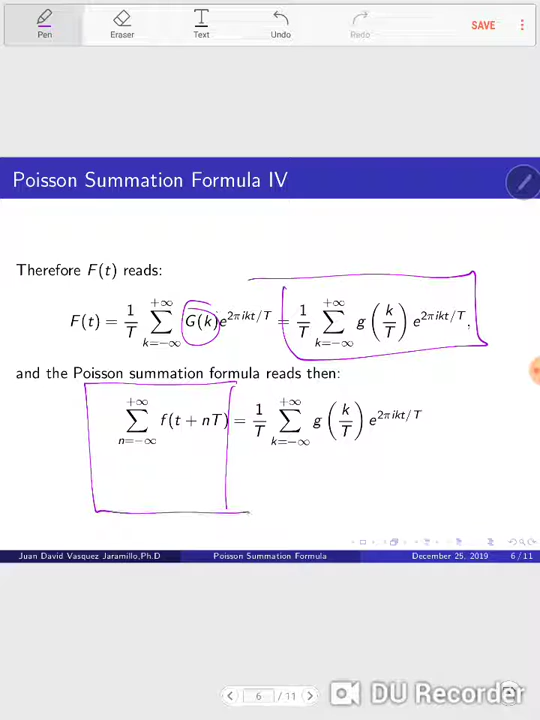 Pen Eraser Text Undo Redo SAVE
Poisson Summation Formula IV
Therefore F(t) reads:
F(t) = 1/T ∑_{k=−∞}^{+∞} G(k)e^{2πikt/T} = 1/T ∑_{k=−∞}^{+∞} g(k/T) e^{2πikt/T},
and the Poisson summation formula reads then:
∑_{n=−∞}^{+∞} f(t + nT) = 1/T ∑_{k=−∞}^{+∞} g(k/T) e^{2πikt/T}
Juan David Vasquez Jaramillo,Ph.D Poisson Summation Formula December 25, 2019 6 / 11
6 / 11
DU Recorder